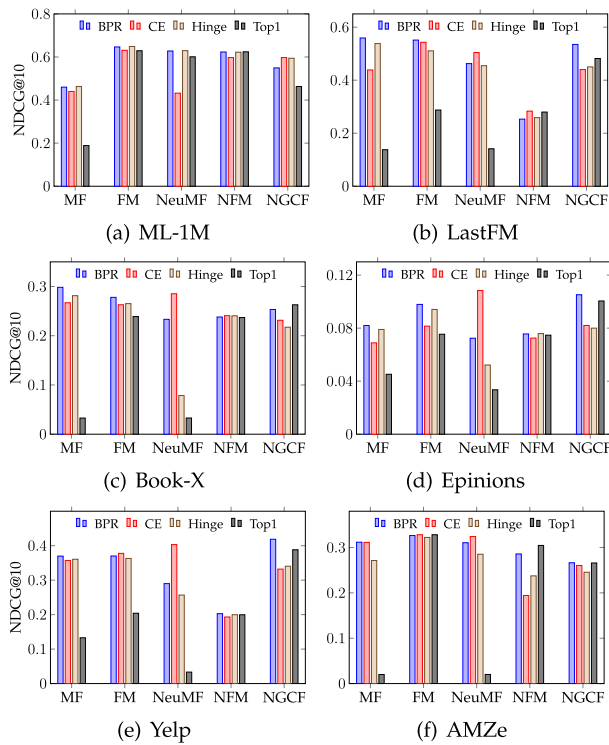 BPR CE Hinge Top1
0.8
0.6
0.4
0.2
0
NDCG@10
MF FM NeuMF NFM NGCF
(a) ML-1M
BPR CE Hinge Top1
0.6
0.4
0.2
0
MF FM NeuMF NFM NGCF
(b) LastFM
BPR CE Hinge Top1
0.3
0.2
0.1
0
NDCG@10
MF FM NeuMF NFM NGCF
(c) Book-X
BPR CE Hinge Top1
0.12
0.08
0.04
0
MF FM NeuMF NFM NGCF
(d) Epinions
BPR CE Hinge Top1
0.4
0.3
0.2
0.1
0
NDCG@10
MF FM NeuMF NFM NGCF
(e) Yelp
BPR CE Hinge Top1
0.3
0.2
0.1
0
MF FM NeuMF NFM NGCF
(f) AMZe